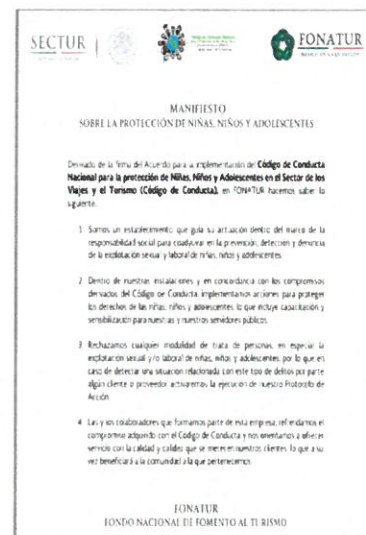 SECTUR
FONATUR
MANIFIESTO
SOBRE LA PROTECCIÓN DE NIÑAS, NIÑOS Y ADOLESCENTES
Derivado de la firma del Acuerdo para la implementación del Código de Conducta
Nacional para la protección de Niñas, Niños y Adolescentes en el Sector de los
Viajes y el Turismo (Código de Conducta), en FONATUR hacemos saber lo
siguiente:
1 Somos un establecimiento que guía su actuación dentro del marco de la
responsabilidad social para coadyuvar en la prevención, detección y denuncia
de la explotación sexual y laboral de niñas, niños y adolescentes.
2 Dentro de nuestras instalaciones y en concordancia con los compromisos
derivados del Código de Conducta, implementamos acciones para proteger
los derechos de las niñas, niños y adolescentes, lo que incluye capacitación y
sensibilización para nuestras y nuestros servidores públicos.
3 Rechazamos cualquier modalidad de trata de personas, en especial la
explotación sexual y/o laboral de niñas, niños y adolescentes, por lo que en
caso de detectar una situación relacionada con este tipo de delitos por parte
algún cliente o proveedor activaremos la ejecución de nuestro Protocolo de
Acción.
4 Las y los colaboradores que formamos parte de esta empresa, refrendamos el
compromiso adquirido con el Código de Conducta y nos orientamos a ofrecer
servicio con la calidad y calidez que se merecen nuestros clientes, lo que a su
vez beneficiará a la comunidad a la que pertenecemos.
FONATUR
FONDO NACIONAL DE FOMENTO AL TURISMO